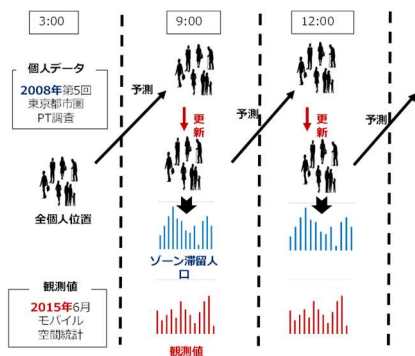 3:00
9:00
12:00
個人データ
2008年第5回
東京都市圏
PT調査
予測
更新
予測
更新
予測
全個人位置
ゾーン滞留人
口
観測値
2015年6月
モバイル
空間統計
観測値